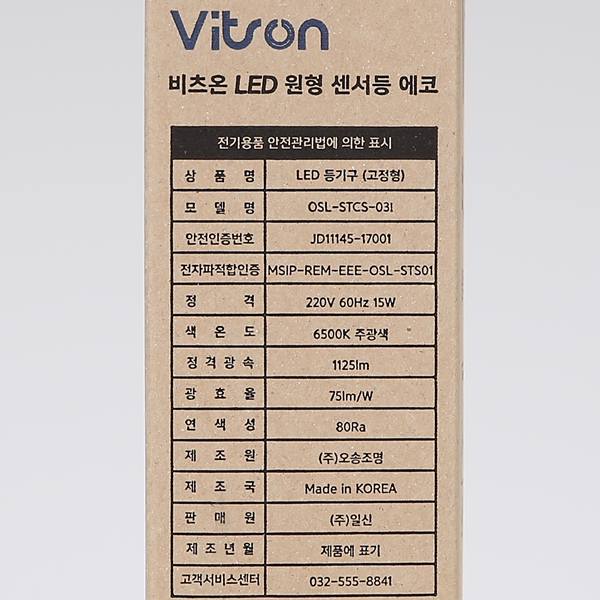 Vitson
비츠온 LED 원형 센서등 에코
전기용품 안전관리법에 의한 표시
상 품 명 LED 등기구 (고정형)
모 델 명 OSL-STCS-03I
안전인증번호 JD11145-17001
전자파적합인증 MSIP-REM-EEE-OSL-STS01
정 격 220V 60Hz 15W
색 온 도 6500K 주광색
정 격 광 속 1125lm
광 효 율 75lm/W
연 색 성 80Ra
제 조 원 (주)오송조명
제 조 국 Made in KOREA
판 매 원 (주)일신
제 조 년 월 제품에 표기
고객서비스센터 032-555-8841